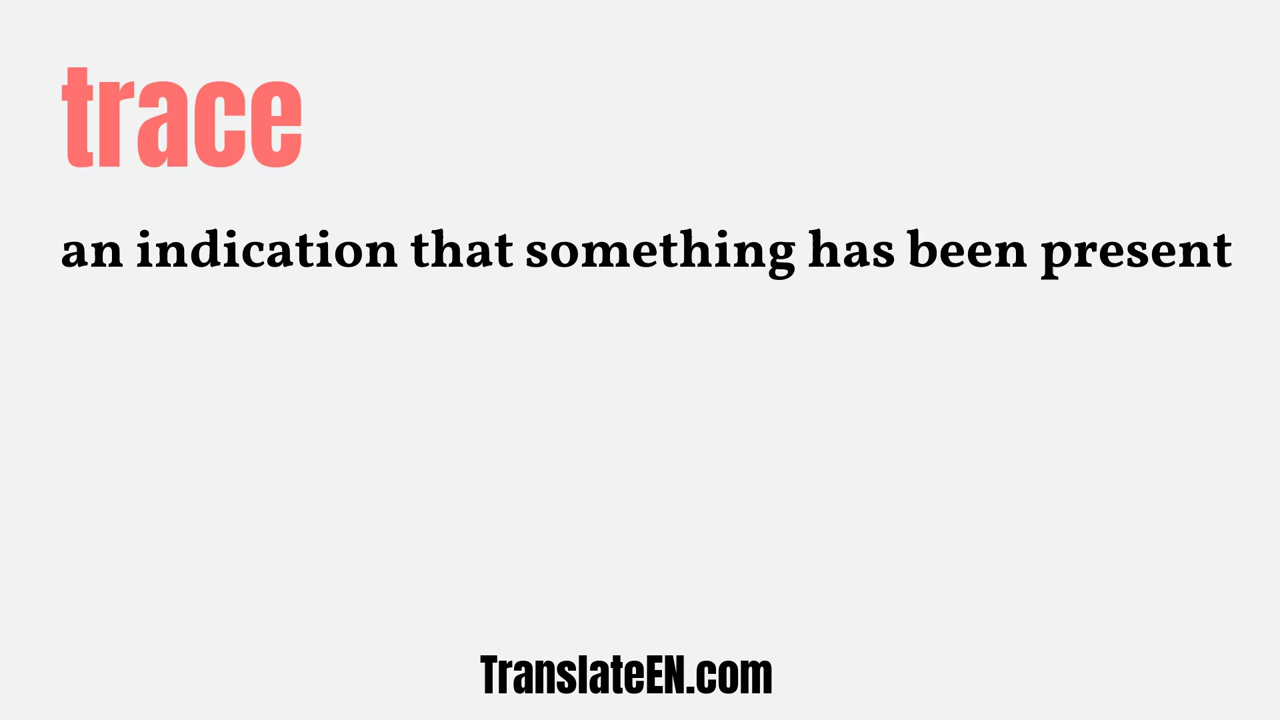 trace
an indication that something has been present
TranslateEN.com